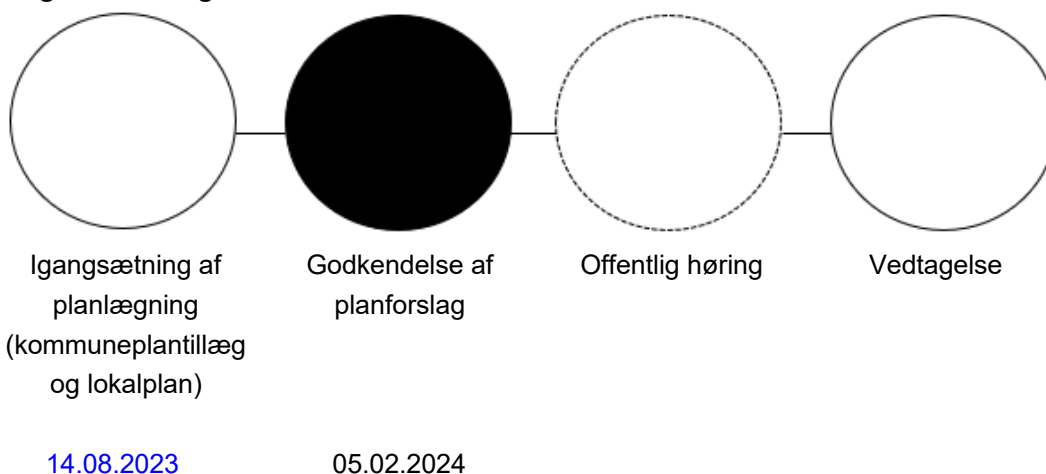 Igangsætning af
planlægning
(kommuneplantillæg
og lokalplan)
14.08.2023
Godkendelse af
planforslag
05.02.2024
Offentlig høring
Vedtagelse